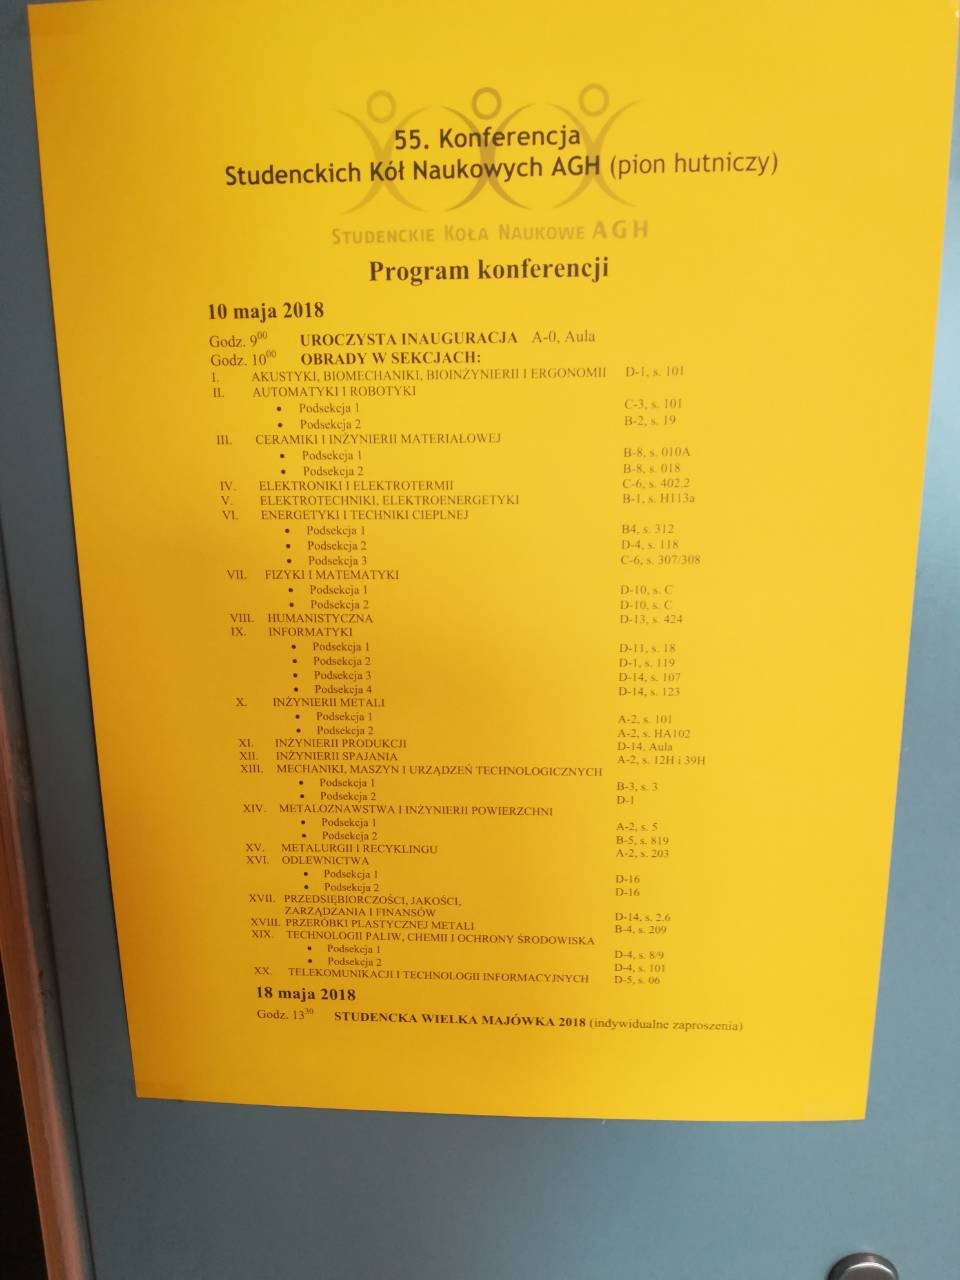 55. Konferencja
Studenckich Kół Naukowych AGH (pion hutniczy)
STUDENCKIE KOŁA NAUKOWE AGH
Program konferencji
10 maja 2018
Godz. 9⁰⁰ UROCZYSTA INAUGURACJA A-0, Aula
Godz. 10⁰⁰ OBRADY W SEKCJACH:
I. AKUSTYKI, BIOMECHANIKI, BIOINŻYNIERII I ERGONOMII D-1, s. 101
II. AUTOMATYKI I ROBOTYKI
• Podsekcja 1 C-3, s. 101
• Podsekcja 2 B-2, s. 19
III. CERAMIKI I INŻYNIERII MATERIAŁOWEJ
• Podsekcja 1 B-8, s. 010A
• Podsekcja 2 B-8, s. 018
IV. ELEKTRONIKI I ELEKTROTERMII C-6, s. 402.2
V. ELEKTROTECHNIKI, ELEKTROENERGETYKI B-1, s. H113a
VI. ENERGETYKI I TECHNIKI CIEPLNEJ
• Podsekcja 1 B4, s. 312
• Podsekcja 2 D-4, s. 118
• Podsekcja 3 C-6, s. 307/308
VII. FIZYKI I MATEMATYKI
• Podsekcja 1 D-10, s. C
• Podsekcja 2 D-10, s. C
VIII. HUMANISTYCZNA D-13, s. 424
IX. INFORMATYKI
• Podsekcja 1 D-11, s. 18
• Podsekcja 2 D-1, s. 119
• Podsekcja 3 D-14, s. 107
• Podsekcja 4 D-14, s. 123
X. INŻYNIERII METALI
• Podsekcja 1 A-2, s. 101
• Podsekcja 2 A-2, s. HA102
XI. INŻYNIERII PRODUKCJI D-14, Aula
XII. INŻYNIERII SPAJANIA A-2, s. 12H i 39H
XIII. MECHANIKI, MASZYN I URZĄDZEŃ TECHNOLOGICZNYCH
• Podsekcja 1 B-3, s. 3
• Podsekcja 2 D-1
XIV. METALOZNAWSTWA I INŻYNIERII POWIERZCHNI
• Podsekcja 1 A-2, s. 5
• Podsekcja 2 B-5, s. 819
XV. METALURGII I RECYKLINGU A-2, s. 203
XVI. ODLEWNICTWA
• Podsekcja 1 D-16
• Podsekcja 2 D-16
XVII. PRZEDSIĘBIORCZOŚCI, JAKOŚCI,
ZARZĄDZANIA I FINANSÓW D-14, s. 2.6
XVIII. PRZERÓBKI PLASTYCZNEJ METALI B-4, s. 209
XIX. TECHNOLOGII PALIW, CHEMII I OCHRONY ŚRODOWISKA
• Podsekcja 1 D-4, s. 8/9
• Podsekcja 2 D-4, s. 101
XX. TELEKOMUNIKACJI I TECHNOLOGII INFORMACYJNYCH D-5, s. 06
18 maja 2018
Godz. 13³⁰ STUDENCKA WIELKA MAJÓWKA 2018 (indywidualne zaproszenia)